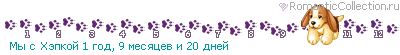 RomanticCollection.ru
1 2 3 4 5 6 7 8 9 10 11 12
Мы с Хэпкой 1 год, 9 месяцев и 20 дней